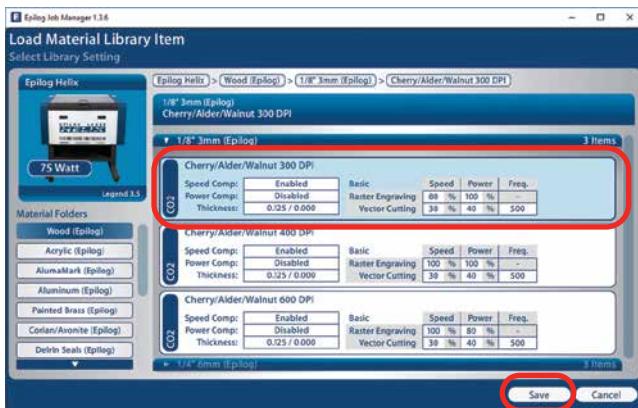 Epilog Job Manager 1.3.6
Load Material Library Item
Select Library Setting
Epilog Helix
75 Watt
Legend 3.5
Material Folders
Wood (Epilog)
Acrylic (Epilog)
AlumaMark (Epilog)
Aluminum (Epilog)
Painted Brass (Epilog)
Corian/Avonite (Epilog)
Delrin Seals (Epilog)
Epilog Helix > Wood (Epilog) > 1/8" 3mm (Epilog) > Cherry/Alder/Walnut 300 DPI
1/8" 3mm (Epilog)
Cherry/Alder/Walnut 300 DPI
1/8" 3mm (Epilog) 3 Items
CO2
Cherry/Alder/Walnut 300 DPI
Speed Comp: Enabled Basic Speed Power Freq.
Power Comp: Disabled Raster Engraving 80 % 100 % -
Thickness: 0.125 / 0.000 Vector Cutting 30 % 40 % 500
CO2
Cherry/Alder/Walnut 400 DPI
Speed Comp: Enabled Basic Speed Power Freq.
Power Comp: Disabled Raster Engraving 100 % 100 % -
Thickness: 0.125 / 0.000 Vector Cutting 30 % 40 % 500
CO2
Cherry/Alder/Walnut 600 DPI
Speed Comp: Enabled Basic Speed Power Freq.
Power Comp: Disabled Raster Engraving 100 % 80 % -
Thickness: 0.125 / 0.000 Vector Cutting 30 % 40 % 500
1/4" 6mm (Epilog) 3 Items
Save Cancel